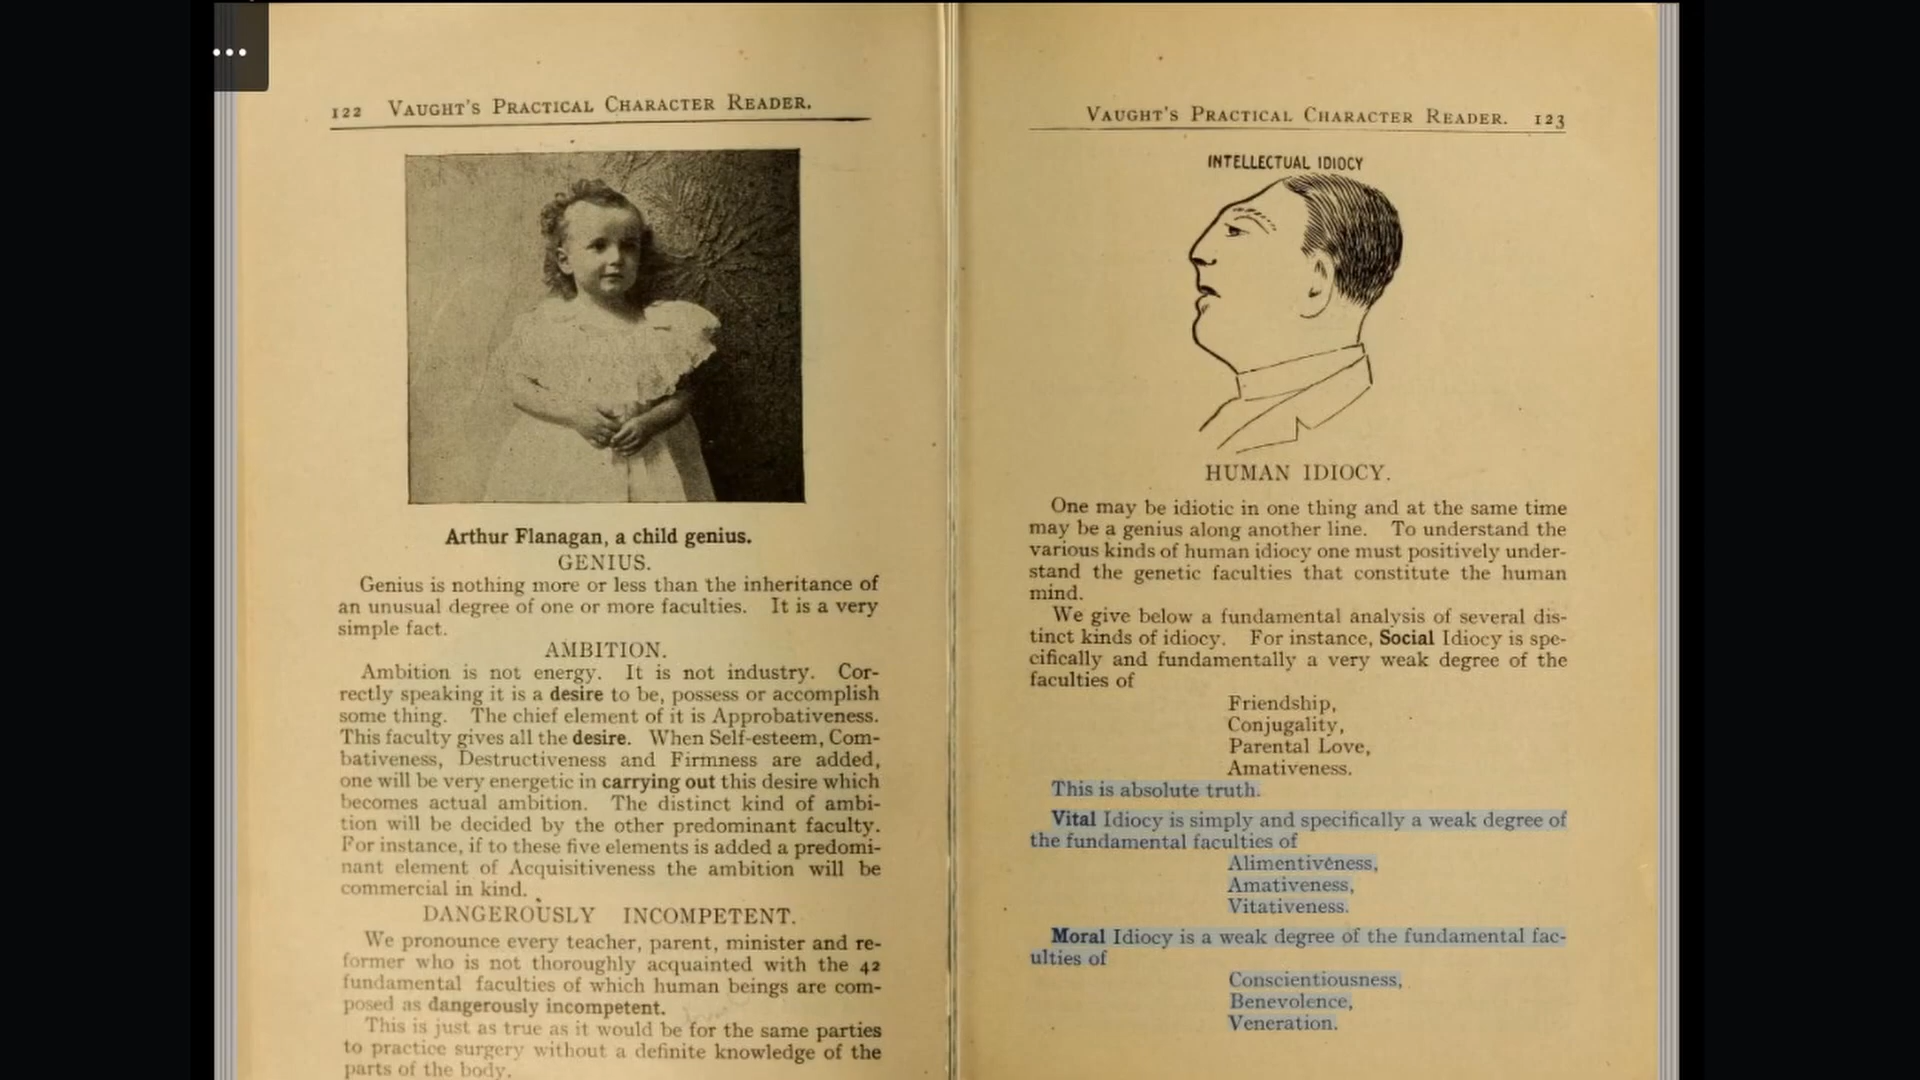 122 VAUGHT'S PRACTICAL CHARACTER READER.
Arthur Flanagan, a child genius.
GENIUS.
Genius is nothing more or less than the inheritance of
an unusual degree of one or more faculties. It is a very
simple fact.
AMBITION.
Ambition is not energy. It is not industry. Cor-
rectly speaking it is a desire to be, possess or accomplish
some thing. The chief element of it is Approbativeness.
This faculty gives all the desire. When Self-esteem, Com-
bativeness, Destructiveness and Firmness are added,
one will be very energetic in carrying out this desire which
becomes actual ambition. The distinct kind of ambi-
tion will be decided by the other predominant faculty.
For instance, if to these five elements is added a predomi-
nant element of Acquisitiveness the ambition will be
commercial in kind.
DANGEROUSLY INCOMPETENT.
We pronounce every teacher, parent, minister and re-
former who is not thoroughly acquainted with the 42
fundamental faculties of which human beings are com-
posed as dangerously incompetent.
This is just as true as it would be for the same parties
to practice surgery without a definite knowledge of the
parts of the body.
VAUGHT'S PRACTICAL CHARACTER READER. 123
INTELLECTUAL IDIOCY
HUMAN IDIOCY.
One may be idiotic in one thing and at the same time
may be a genius along another line. To understand the
various kinds of human idiocy one must positively under-
stand the genetic faculties that constitute the human
mind.
We give below a fundamental analysis of several dis-
tinct kinds of idiocy. For instance, Social Idiocy is spe-
cifically and fundamentally a very weak degree of the
faculties of
Friendship,
Conjugality,
Parental Love,
Amativeness.
This is absolute truth.
Vital Idiocy is simply and specifically a weak degree of
the fundamental faculties of
Alimentiveness,
Amativeness,
Vitativeness.
Moral Idiocy is a weak degree of the fundamental fac-
ulties of
Conscientiousness,
Benevolence,
Veneration.